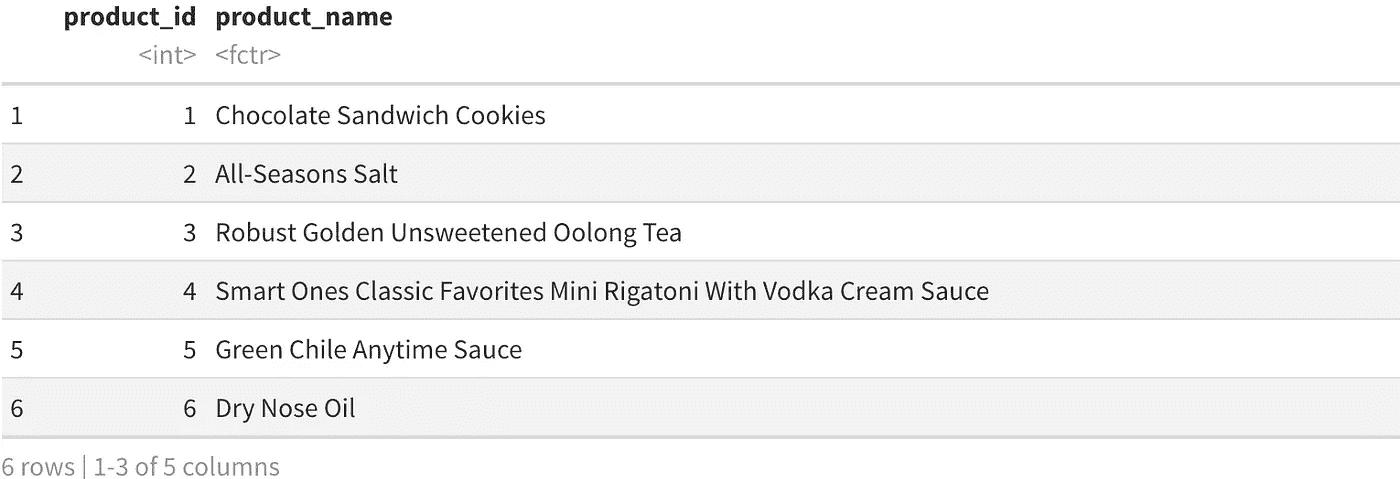 product_id product_name
<int> <fctr>
1 1 Chocolate Sandwich Cookies
2 2 All-Seasons Salt
3 3 Robust Golden Unsweetened Oolong Tea
4 4 Smart Ones Classic Favorites Mini Rigatoni With Vodka Cream Sauce
5 5 Green Chile Anytime Sauce
6 6 Dry Nose Oil
6 rows | 1-3 of 5 columns